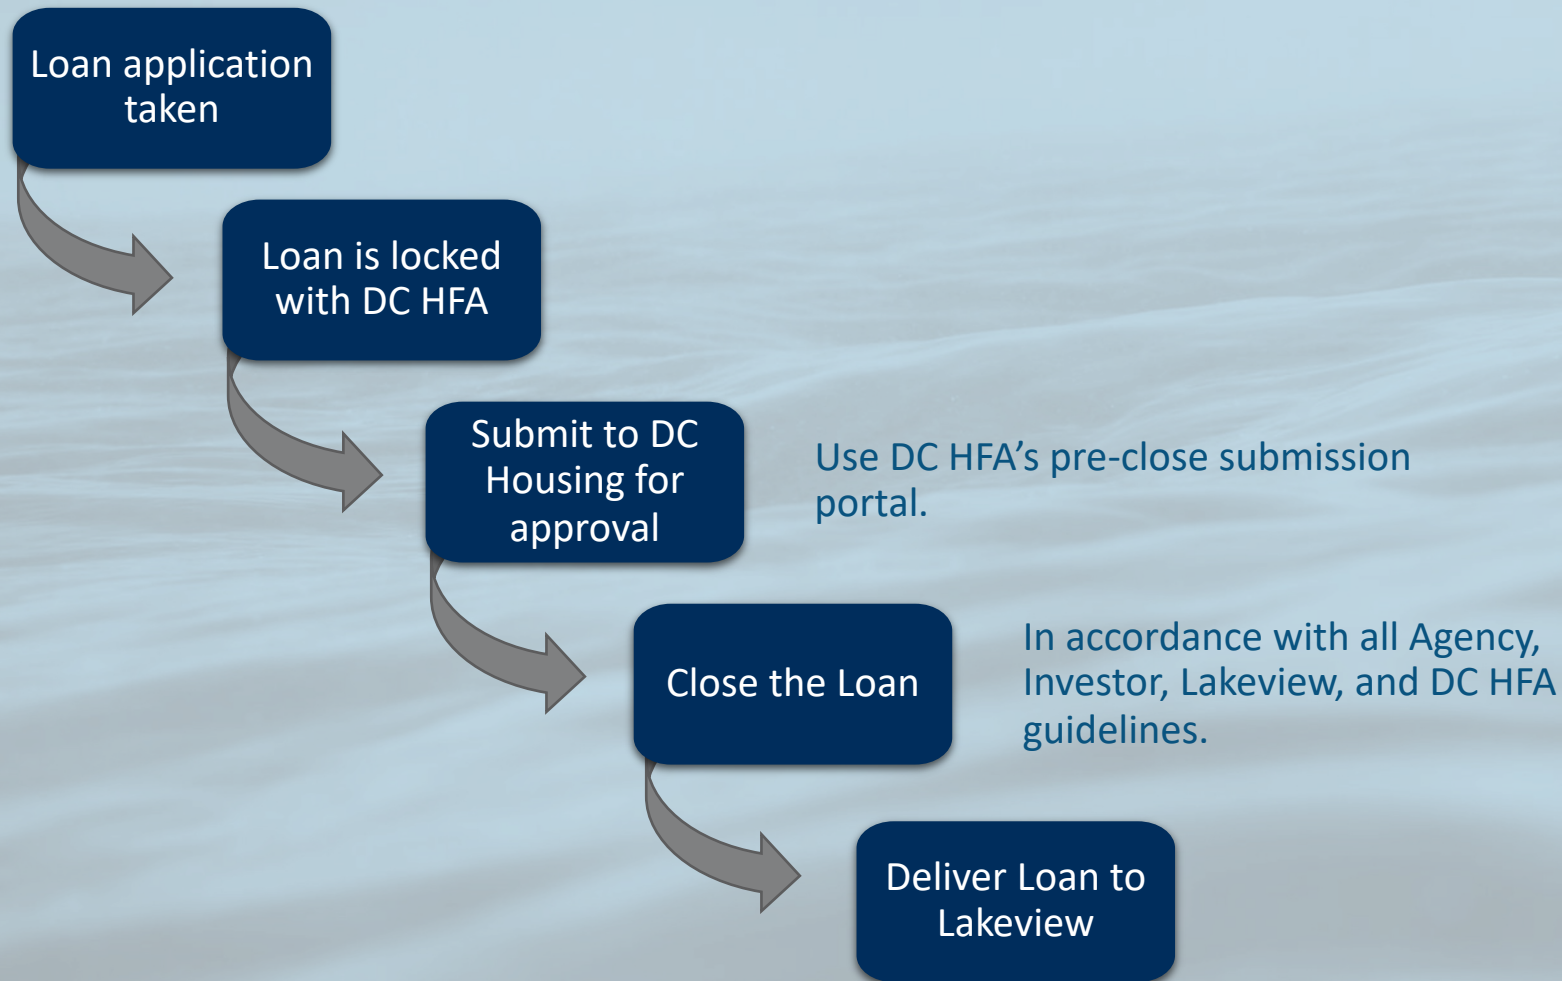 Loan application
taken
Loan is locked
with DC HFA
Submit to DC
Housing for
approval
Use DC HFA’s pre-close submission
portal.
Close the Loan
In accordance with all Agency,
Investor, Lakeview, and DC HFA
guidelines.
Deliver Loan to
Lakeview